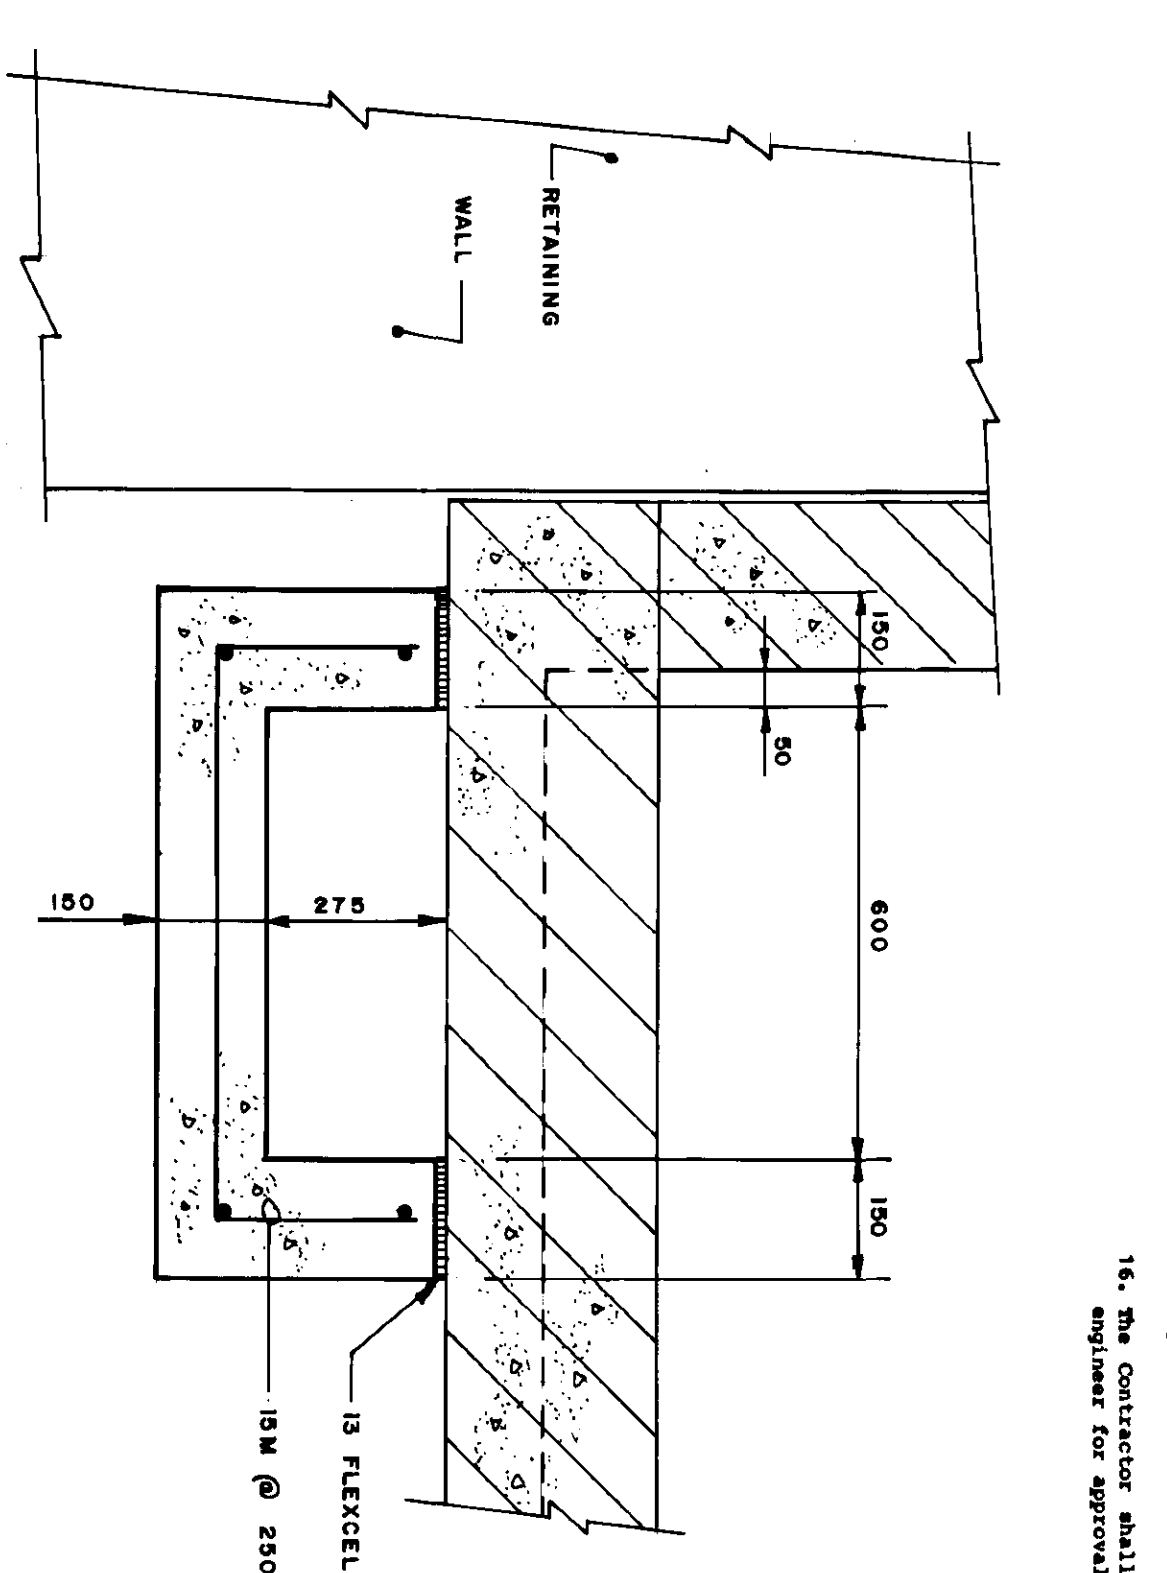 16. The Contractor shall
engineer for approval
150
600
150
50
RETAINING
WALL
150
275
13 FLEXCEL
15M @ 250